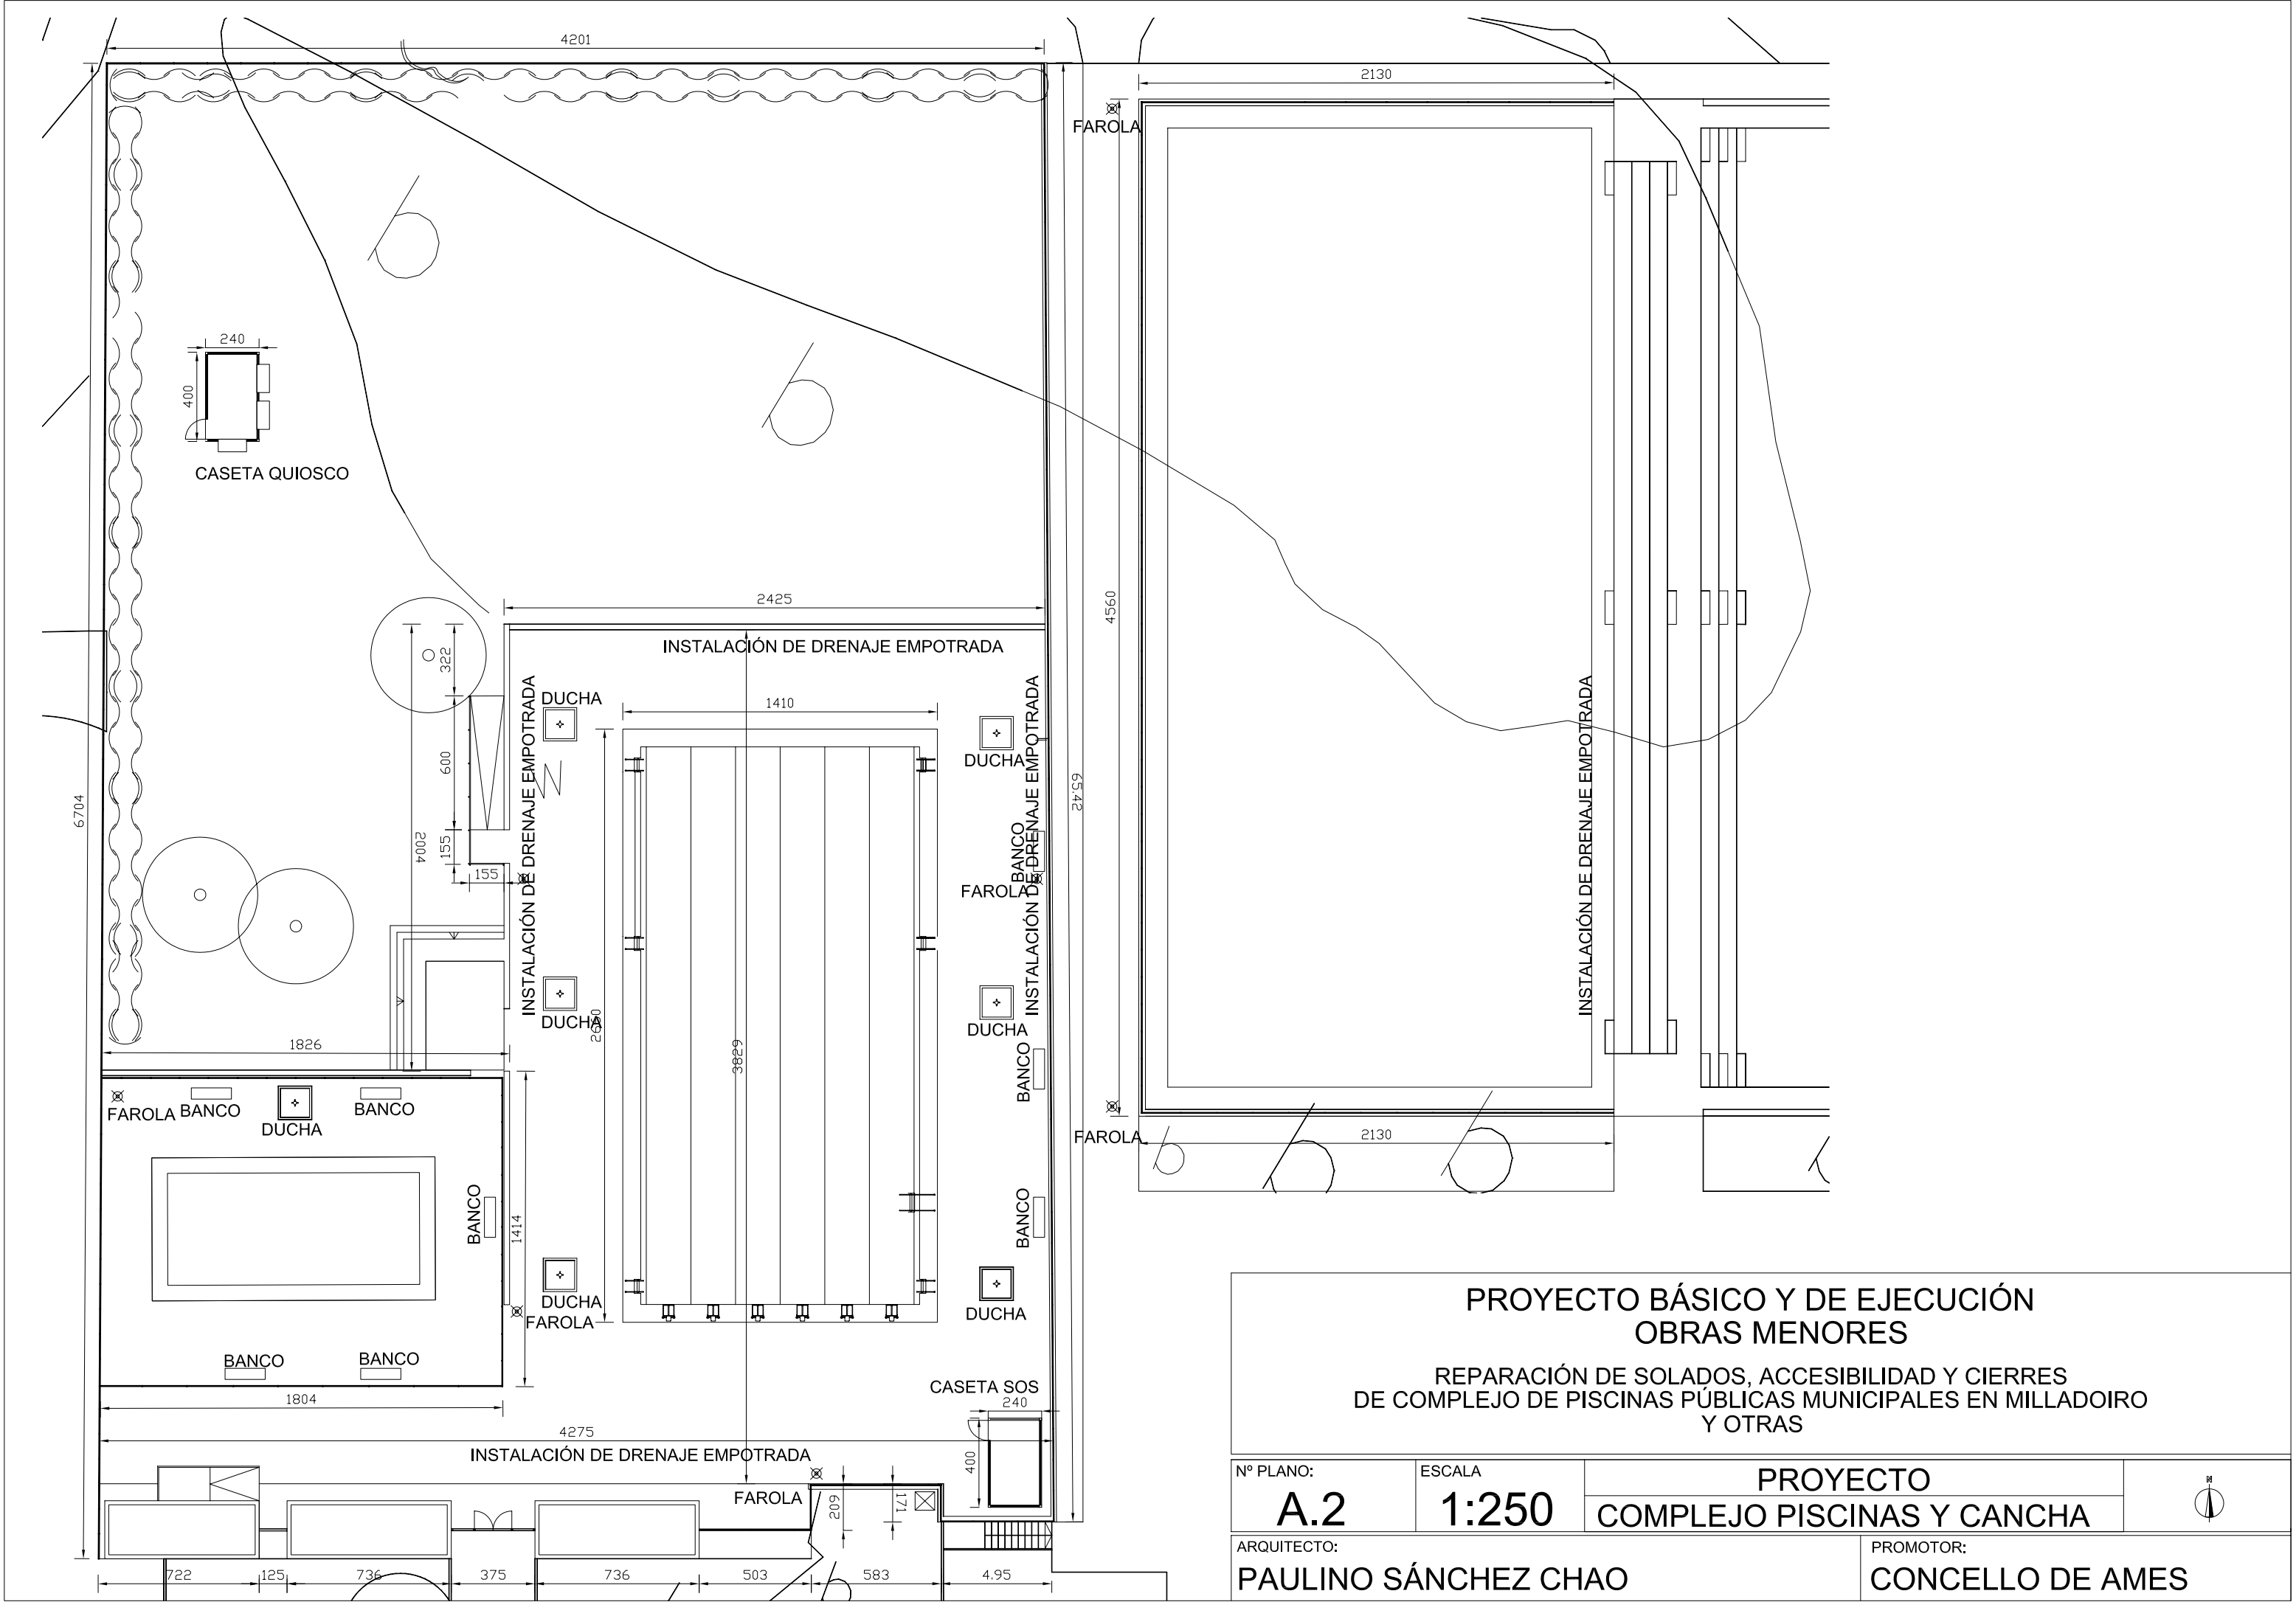 4201
2130
FAROLA
240
400
CASETA QUIOSCO
2425
4560
INSTALACIÓN DE DRENAJE EMPOTRADA
322
DUCHA
1410
INSTALACIÓN DE DRENAJE EMPOTRADA
INSTALACIÓN DE DRENAJE EMPOTRADA
INSTALACIÓN DE DRENAJE EMPOTRADA
DUCHA
600
6704
65.42
2004
155
155
BANCO
FAROLA
DUCHA
DUCHA
2660
3829
1826
BANCO
FAROLA
BANCO
DUCHA
BANCO
FAROLA
2130
BANCO
1414
BANCO
DUCHA
FAROLA
DUCHA
BANCO
BANCO
CASETA SOS
240
1804
4275
INSTALACIÓN DE DRENAJE EMPOTRADA
400
FAROLA
209
171
722
125
736
375
736
503
583
4.95
PROYECTO BÁSICO Y DE EJECUCIÓN
OBRAS MENORES
REPARACIÓN DE SOLADOS, ACCESIBILIDAD Y CIERRES
DE COMPLEJO DE PISCINAS PÚBLICAS MUNICIPALES EN MILLADOIRO
Y OTRAS
Nº PLANO:
A.2
ESCALA
1:250
PROYECTO
COMPLEJO PISCINAS Y CANCHA
N
ARQUITECTO:
PAULINO SÁNCHEZ CHAO
PROMOTOR:
CONCELLO DE AMES